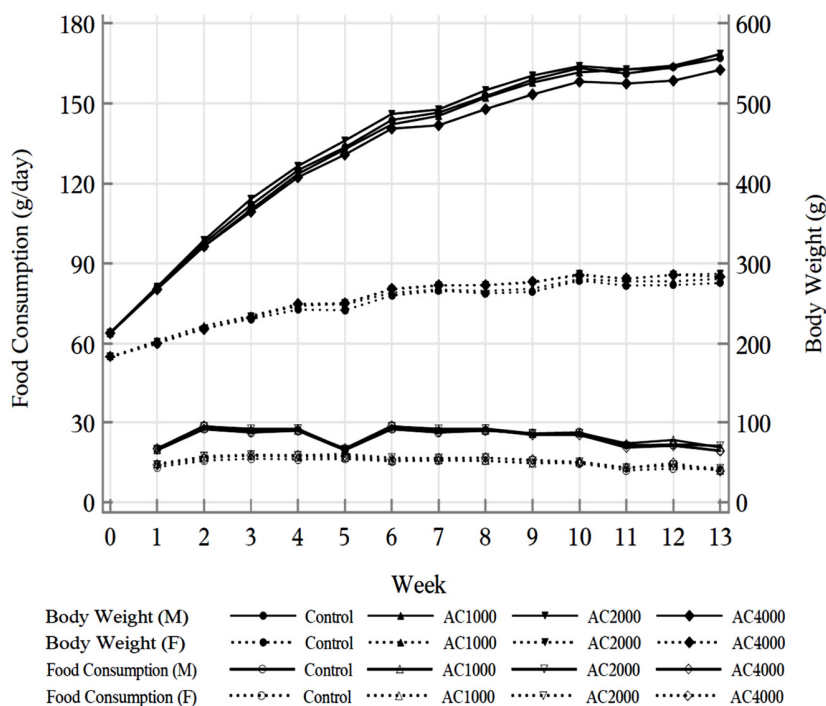 180
150
120
90
60
30
0
Food Consumption (g/day)
600
500
400
300
200
100
0
Body Weight (g)
0 1 2 3 4 5 6 7 8 9 10 11 12 13
Week
Body Weight (M) Control AC1000 AC2000 AC4000
Body Weight (F) Control AC1000 AC2000 AC4000
Food Consumption (M) Control AC1000 AC2000 AC4000
Food Consumption (F) Control AC1000 AC2000 AC4000